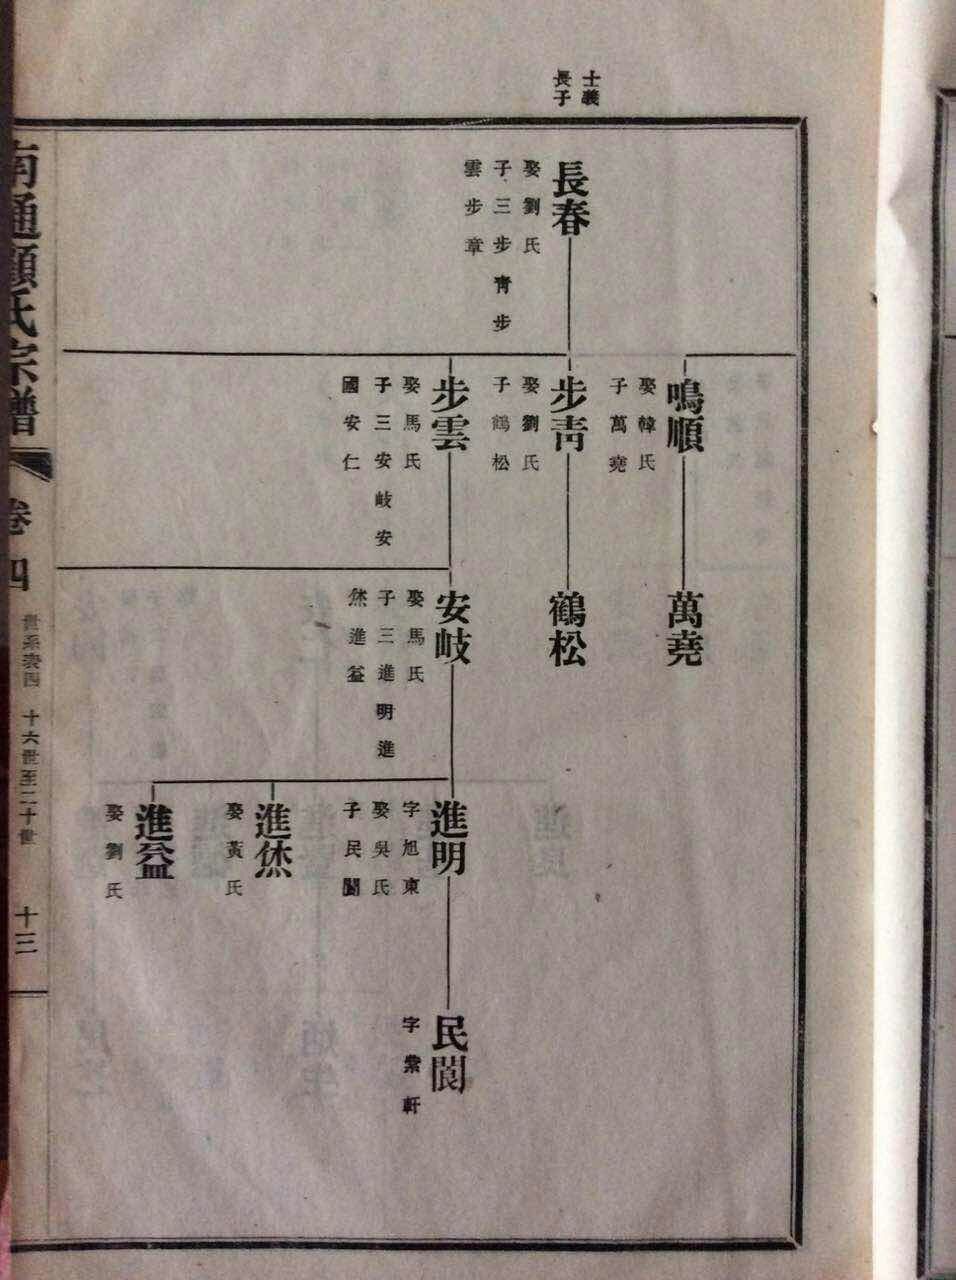 士義
長子
長春
娶劉氏
子三步青步
雲步章
鳴順
娶韓氏
子萬堯
步青
娶劉氏
子鶴松
步雲
娶馬氏
子三安岐安
國安仁
萬堯
鶴松
安岐
娶馬氏
子三進明進
烋進益
進明
字旭東
娶吳氏
子民閬
進烋
娶黃氏
進益
娶劉氏
民閬
字紫軒
南通顧氏宗譜
卷四
世系表四 十六世至二十世
十三